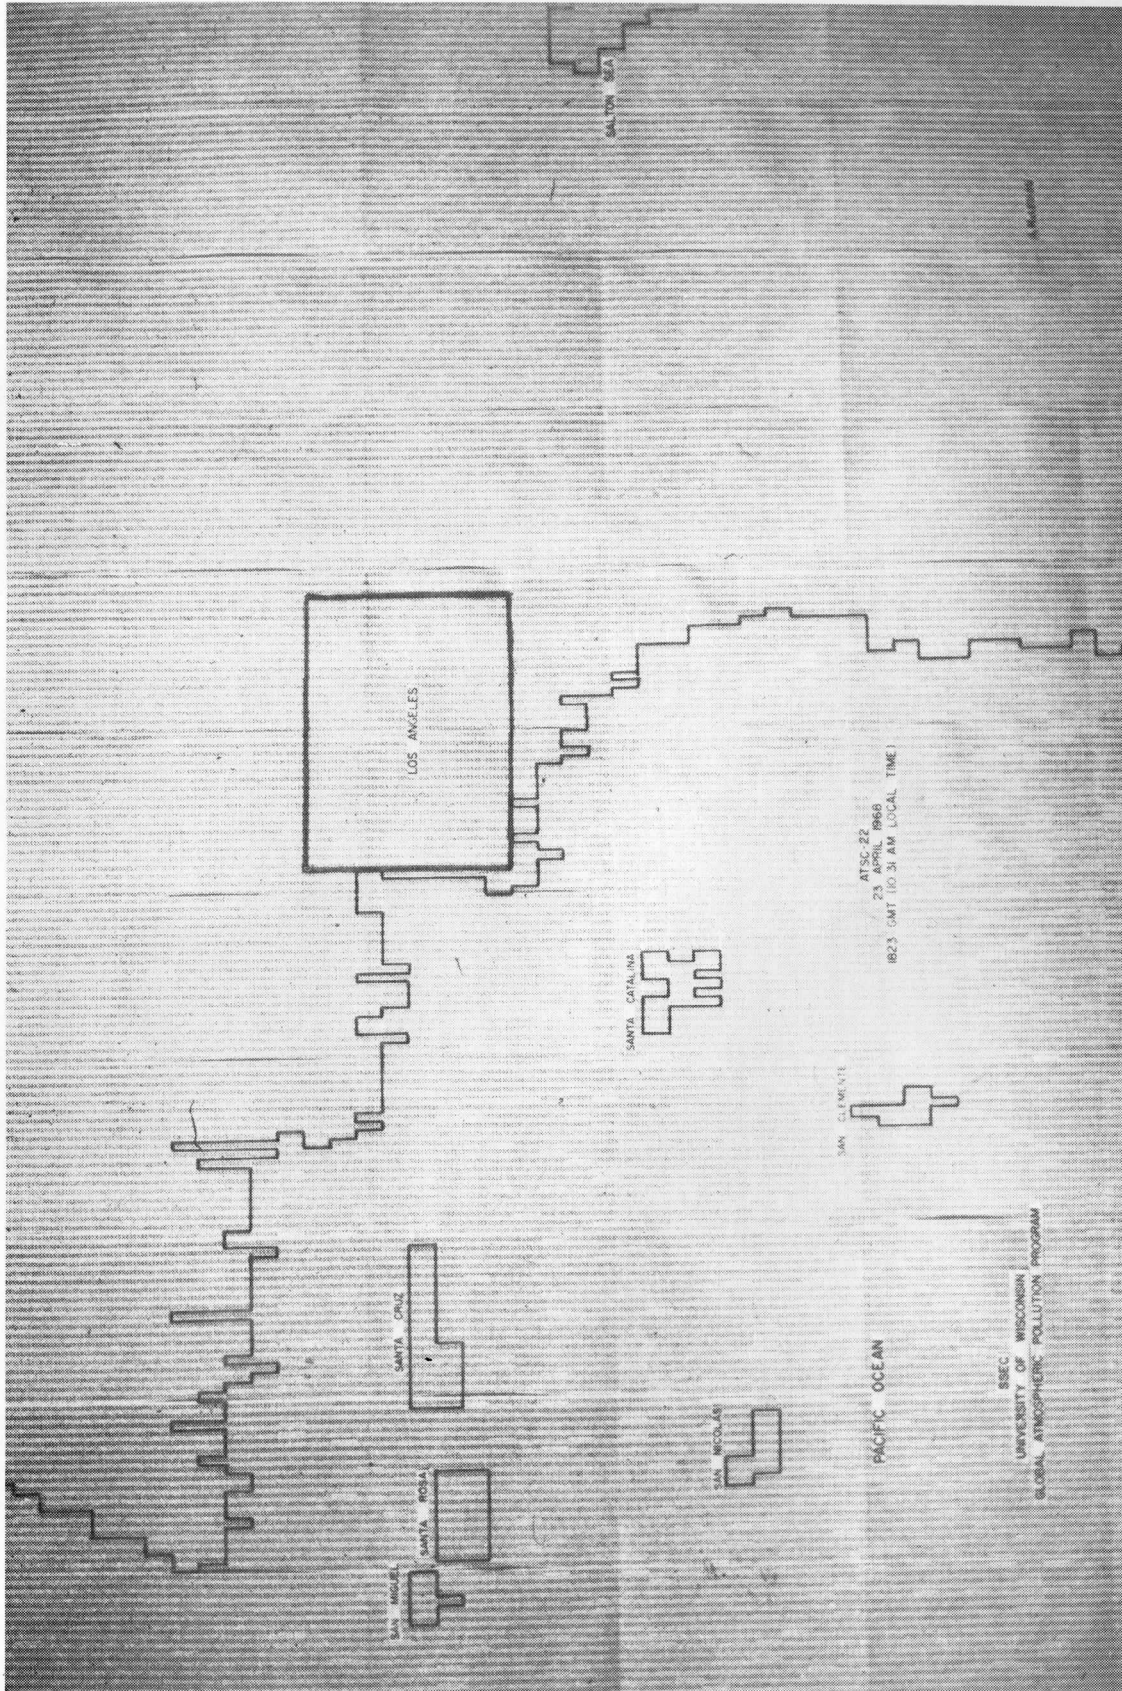 SALTON SEA
LOS ANGELES
SANTA CATALINA
SAN CLEMENTE
SANTA CRUZ
SANTA ROSA
SAN MIGUEL
SAN NICOLAS
PACIFIC OCEAN
ATSC-22
23 APRIL 1968
1823 GMT (10 31 AM LOCAL TIME)
SSEC
UNIVERSITY OF WISCONSIN
GLOBAL ATMOSPHERIC POLLUTION PROGRAM